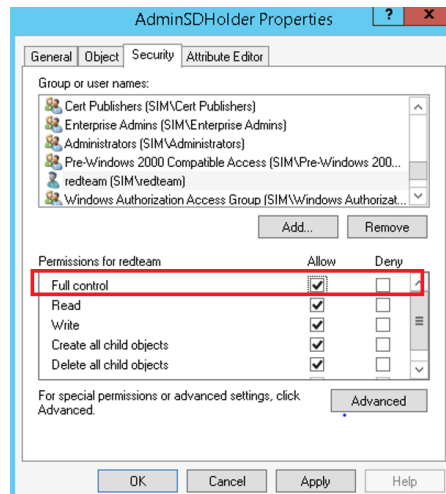 AdminSDHolder Properties
? x
General Object Security Attribute Editor
Group or user names:
Cert Publishers (SIM\Cert Publishers)
Enterprise Admins (SIM\Enterprise Admins)
Administrators (SIM\Administrators)
Pre-Windows 2000 Compatible Access (SIM\Pre-Windows 200...
redteam (SIM\redteam)
Windows Authorization Access Group (SIM\Windows Authorizat...
Add... Remove
Permissions for redteam Allow Deny
Full control
Read
Write
Create all child objects
Delete all child objects
For special permissions or advanced settings, click
Advanced.
Advanced
OK Cancel Apply Help